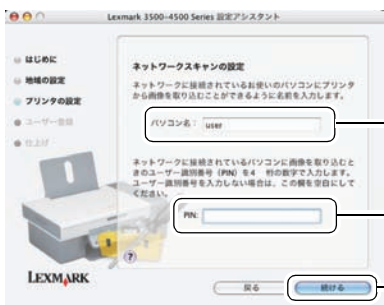 Lexmark 3500-4500 Series 設定アシスタント
はじめに
地域の設定
プリンタの設定
ユーザー登録
仕上げ
ネットワークスキャンの設定
ネットワークに接続されているお使いのパソコンにプリンタ
から画像を取り込むことができるように名前を入力します。
パソコン名： user
ネットワークに接続されているパソコンに画像を取り込むと
きのユーザー識別番号（PIN）を4 桁の数字で入力します。
ユーザー識別番号を入力しない場合は、この欄を空白にして
ください。
PIN:
?
LEXMARK
戻る
続ける